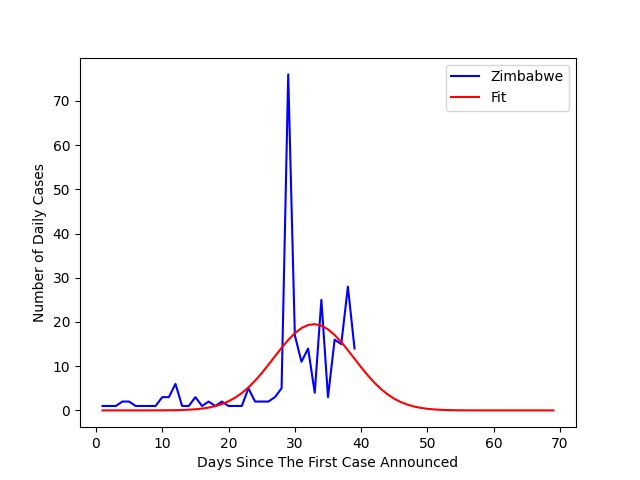 Zimbabwe
Fit
Number of Daily Cases
70
60
50
40
30
20
10
0
0 10 20 30 40 50 60 70
Days Since The First Case Announced